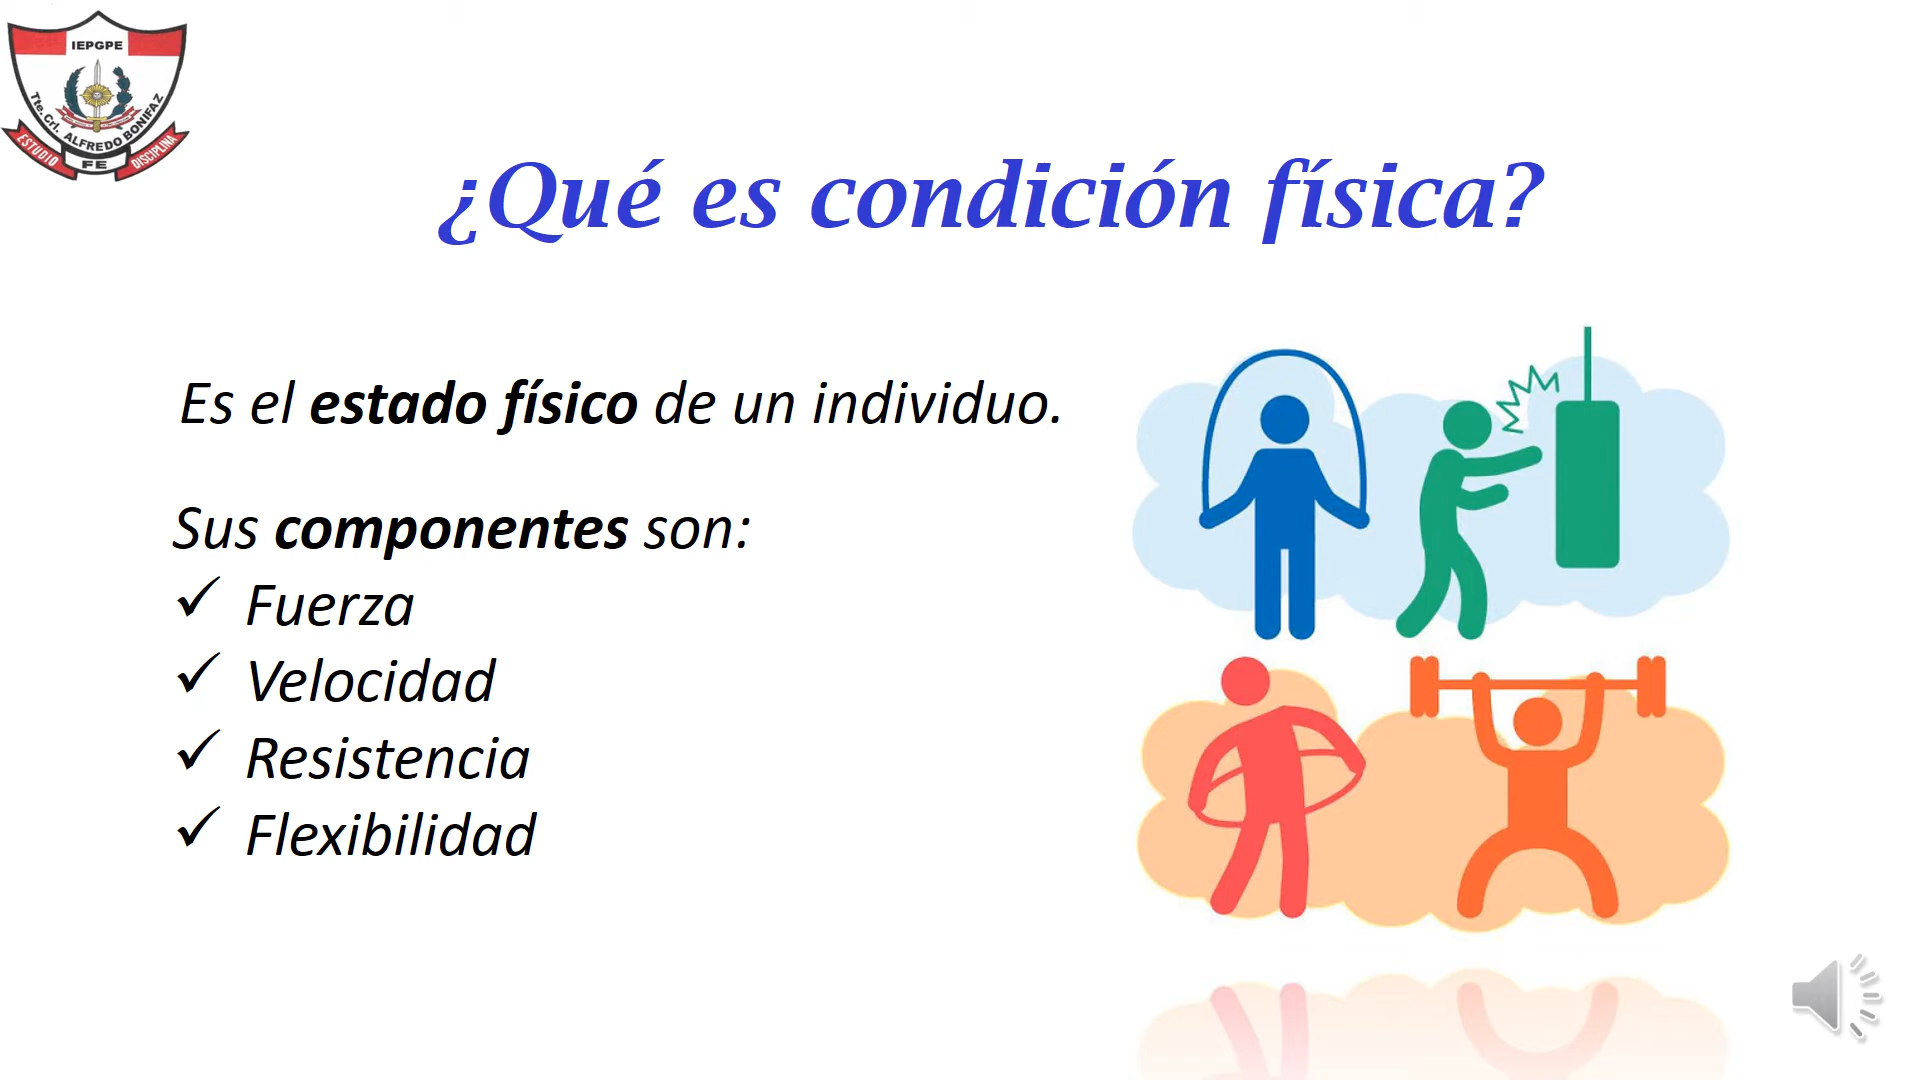 IEPGPE
Tte. Crl. ALFREDO BONIFAZ
ESTUDIO FE DISCIPLINA
¿Qué es condición física?
Es el estado físico de un individuo.
Sus componentes son:
✓ Fuerza
✓ Velocidad
✓ Resistencia
✓ Flexibilidad